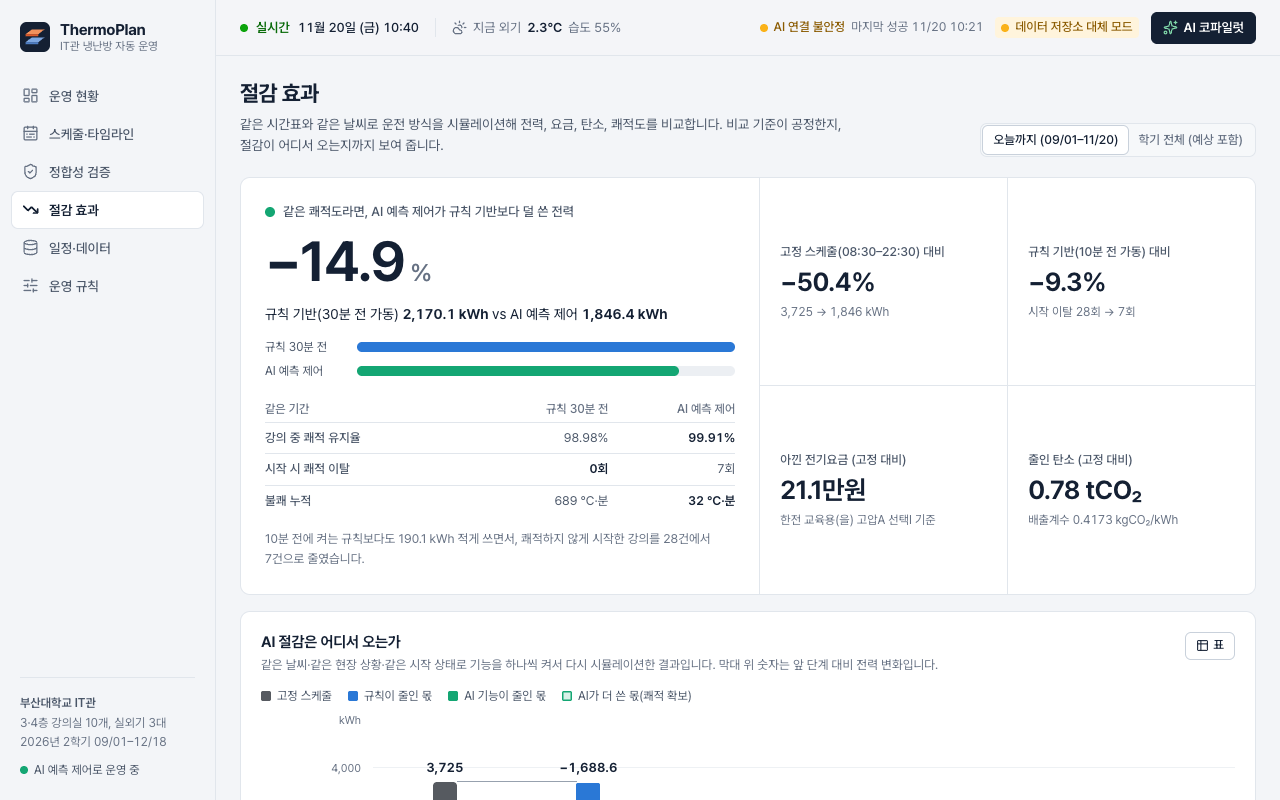 ThermoPlan
IT관 냉난방 자동 운영
운영 현황
스케줄·타임라인
정합성 검증
절감 효과
일정·데이터
운영 규칙
부산대학교 IT관
3·4층 강의실 10개, 실외기 3대
2026년 2학기 09/01–12/18
AI 예측 제어로 운영 중
실시간 11월 20일 (금) 10:40 지금 외기 2.3°C 습도 55% AI 연결 불안정 마지막 성공 11/20 10:21 데이터 저장소 대체 모드 AI 코파일럿
절감 효과
같은 시간표와 같은 날씨로 운전 방식을 시뮬레이션해 전력, 요금, 탄소, 쾌적도를 비교합니다. 비교 기준이 공정한지,
절감이 어디서 오는지까지 보여 줍니다.
오늘까지 (09/01–11/20) 학기 전체 (예상 포함)
같은 쾌적도라면, AI 예측 제어가 규칙 기반보다 덜 쓴 전력
−14.9 %
규칙 기반(30분 전 가동) 2,170.1 kWh vs AI 예측 제어 1,846.4 kWh
규칙 30분 전
AI 예측 제어
같은 기간 규칙 30분 전 AI 예측 제어
강의 중 쾌적 유지율 98.98% 99.91%
시작 시 쾌적 이탈 0회 7회
불쾌 누적 689 °C·분 32 °C·분
10분 전에 켜는 규칙보다도 190.1 kWh 적게 쓰면서, 쾌적하지 않게 시작한 강의를 28건에서
7건으로 줄였습니다.
고정 스케줄(08:30–22:30) 대비
−50.4%
3,725 → 1,846 kWh
규칙 기반(10분 전 가동) 대비
−9.3%
시작 이탈 28회 → 7회
아낀 전기요금 (고정 대비)
21.1만원
한전 교육용(을) 고압A 선택Ⅰ 기준
줄인 탄소 (고정 대비)
0.78 tCO₂
배출계수 0.4173 kgCO₂/kWh
AI 절감은 어디서 오는가
표
같은 날씨·같은 현장 상황·같은 시작 상태로 기능을 하나씩 켜서 다시 시뮬레이션한 결과입니다. 막대 위 숫자는 앞 단계 대비 전력 변화입니다.
고정 스케줄 규칙이 줄인 몫 AI 기능이 줄인 몫 AI가 더 쓴 몫(쾌적 확보)
kWh
4,000 3,725 −1,688.6